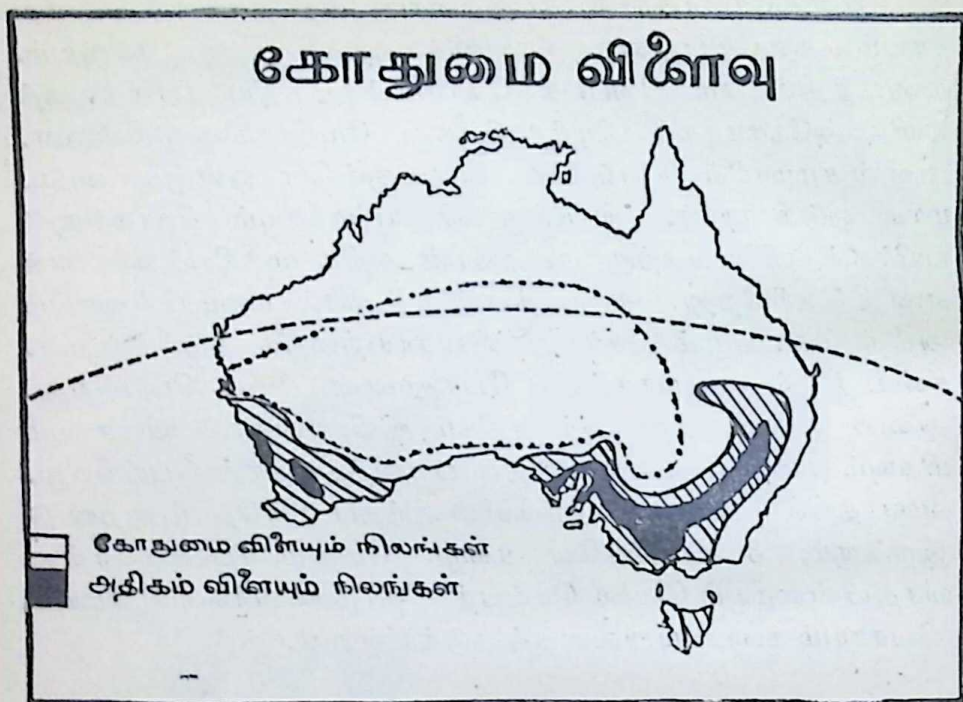 கோதுமை விளைவு
கோதுமை விளையும் நிலங்கள்
அதிகம் விளையும் நிலங்கள்